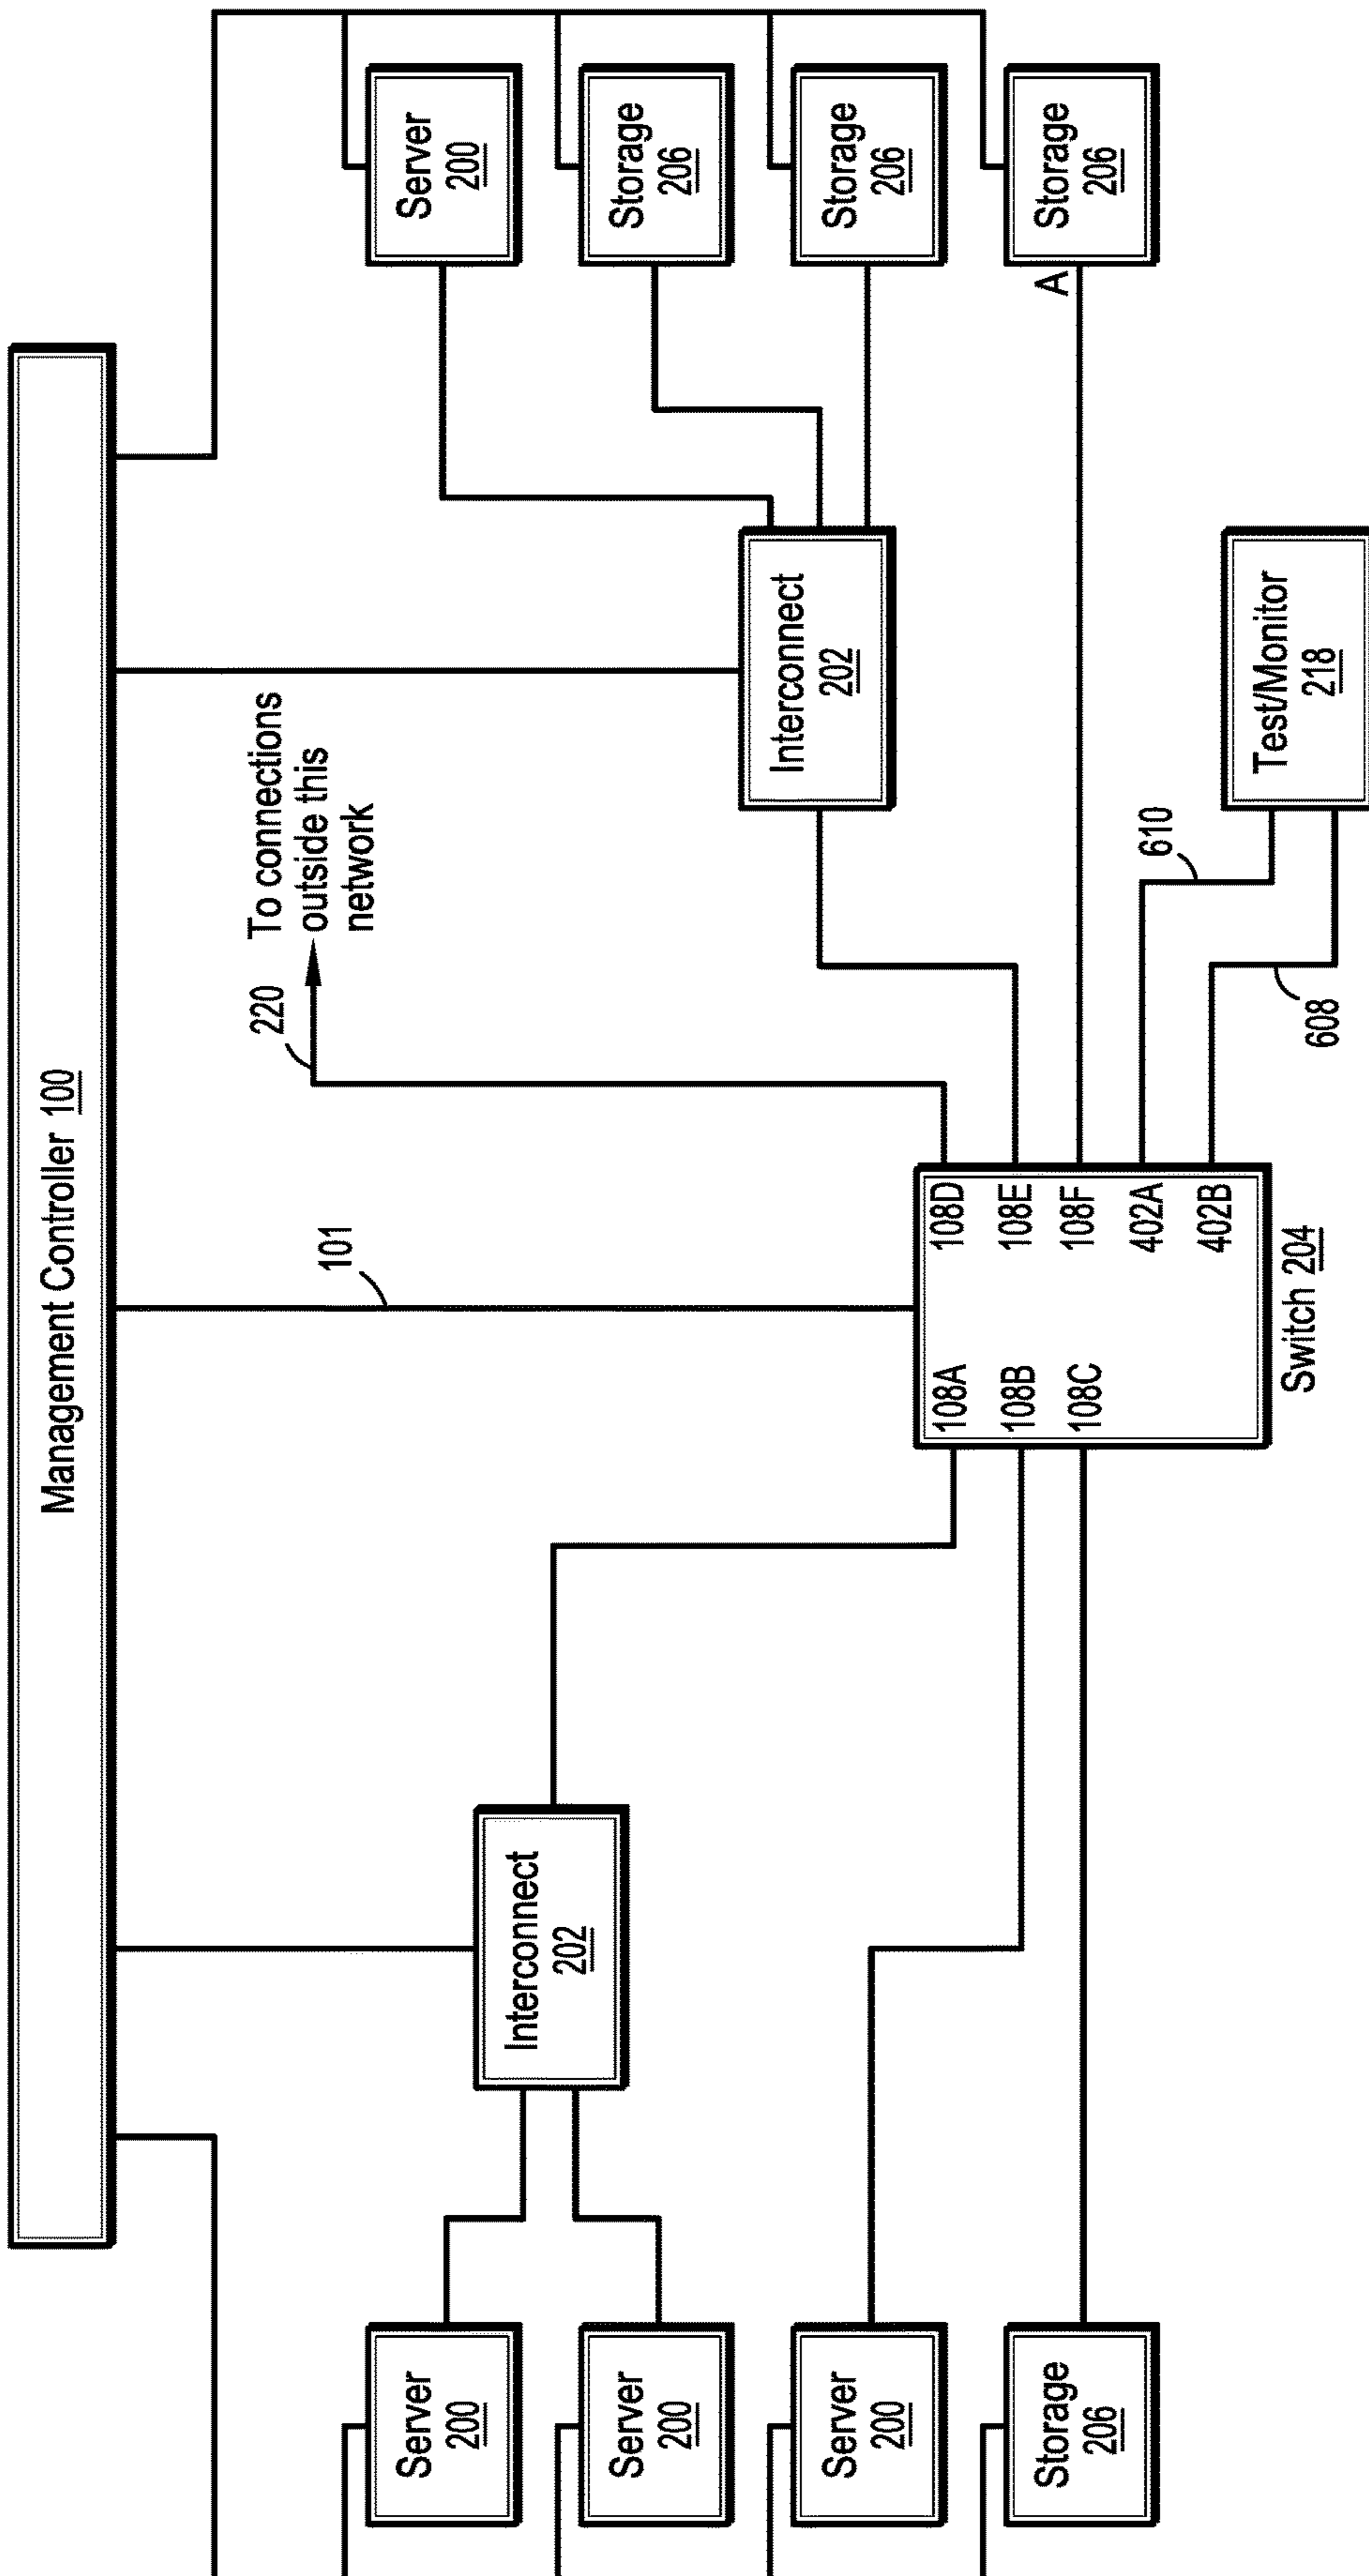 Management Controller 100
101
220
To connections
outside this
network
Server
200
Server
200
Server
200
Storage
206
Interconnect
202
108A
108B
108C
108D
108E
108F
402A
402B
Switch 204
Interconnect
202
Server
200
Storage
206
Storage
206
Storage
206
A
610
608
Test/Monitor
218